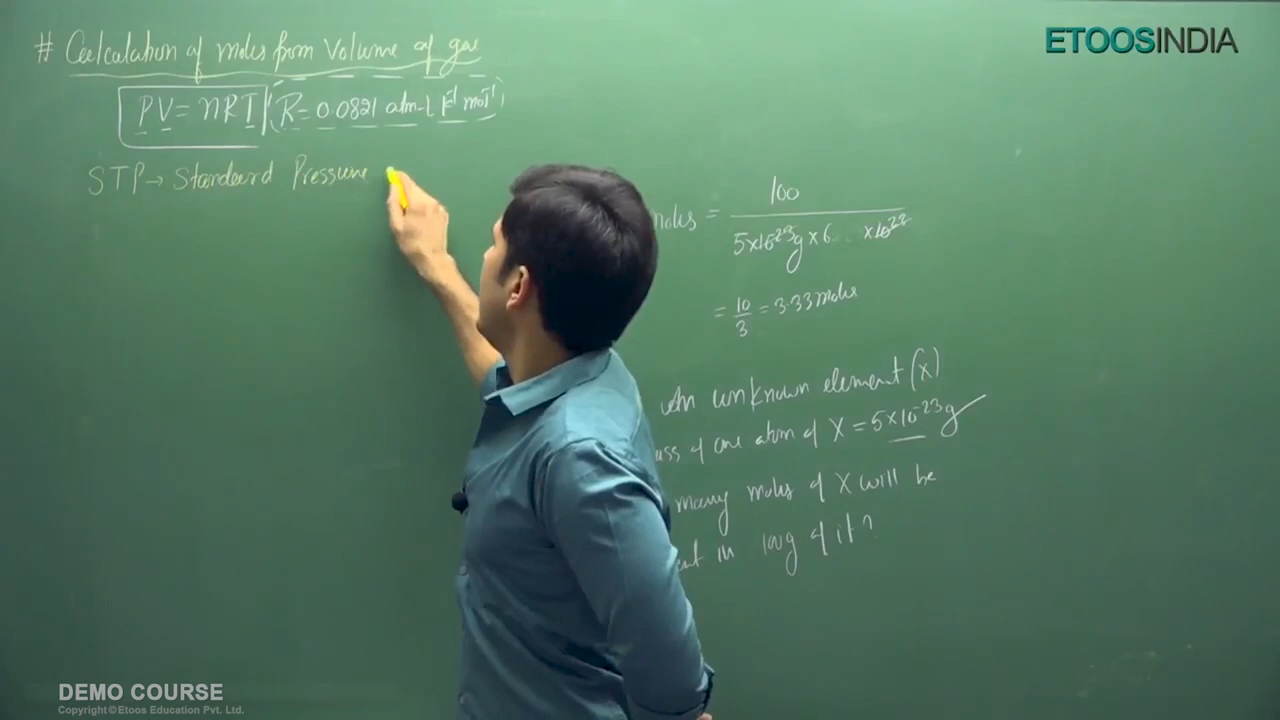 # Calculation of moles from Volume of gas
PV = nRT (R = 0.0821 atm-L K⁻¹ mol⁻¹)
STP → Standard Pressure
moles = 100
5×10⁻²³g × 6 ×10²³
= 10/3 = 3.33 moles
unknown element (x)
of one atom of X = 5×10⁻²³g
many moles of X will be
in 100g of it?
ETOOSINDIA
DEMO COURSE
Copyright © Etoos Education Pvt. Ltd.